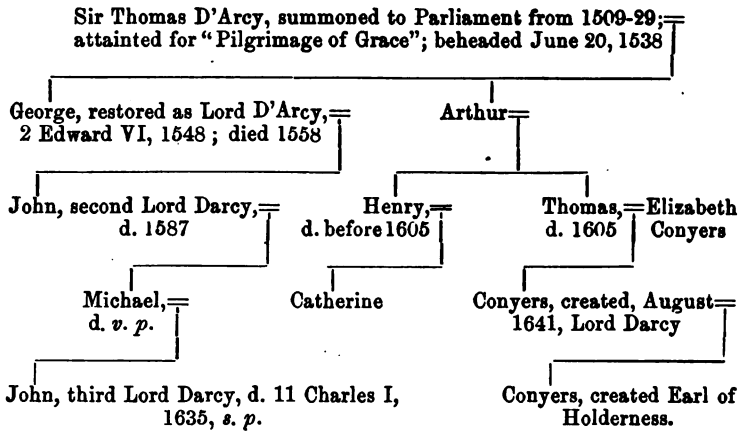 Sir Thomas D'Arcy, summoned to Parliament from 1509-29;=
attainted for "Pilgrimage of Grace"; beheaded June 20, 1538
George, restored as Lord D'Arcy,=
2 Edward VI, 1548; died 1558
Arthur=
John, second Lord Darcy,=
d. 1587
Henry,=
d. before 1605
Thomas,=Elizabeth
d. 1605 Conyers
Michael,=
d. v. p.
Catherine
Conyers, created, August=
1641, Lord Darcy
John, third Lord Darcy, d. 11 Charles I,
1635, s. p.
Conyers, created Earl of
Holderness.